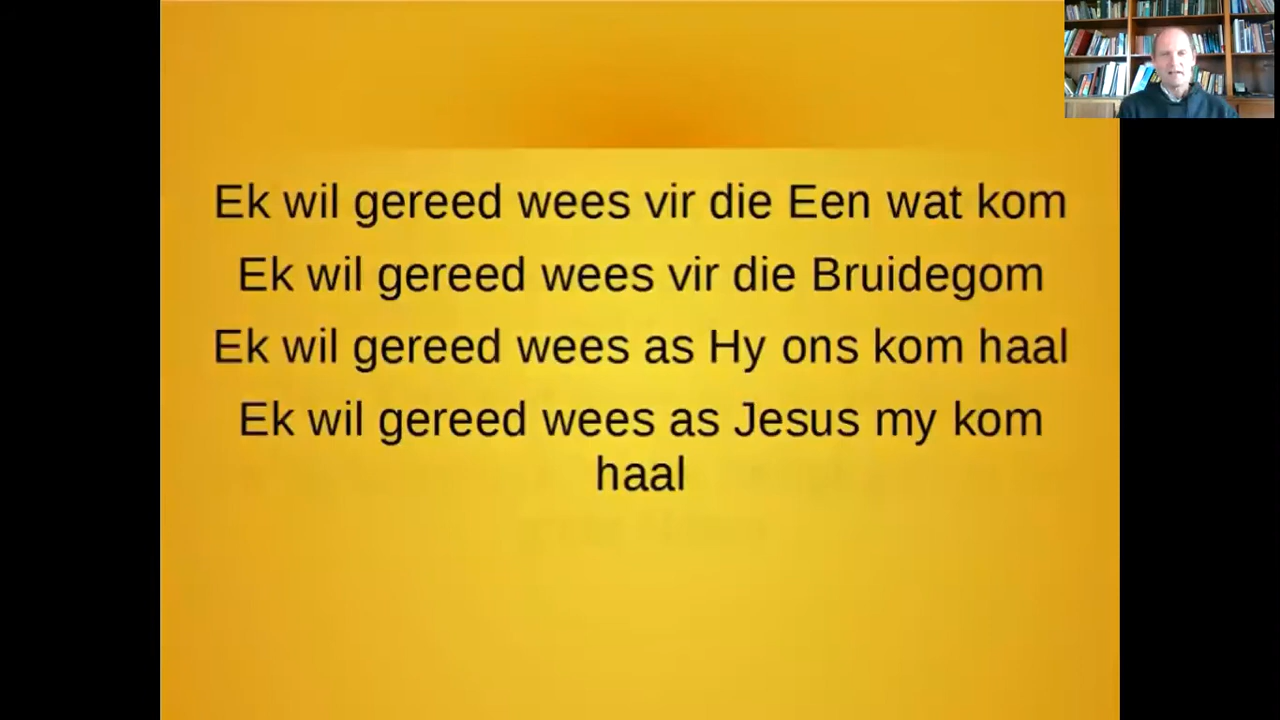 Ek wil gereed wees vir die Een wat kom
Ek wil gereed wees vir die Bruidegom
Ek wil gereed wees as Hy ons kom haal
Ek wil gereed wees as Jesus my kom
haal